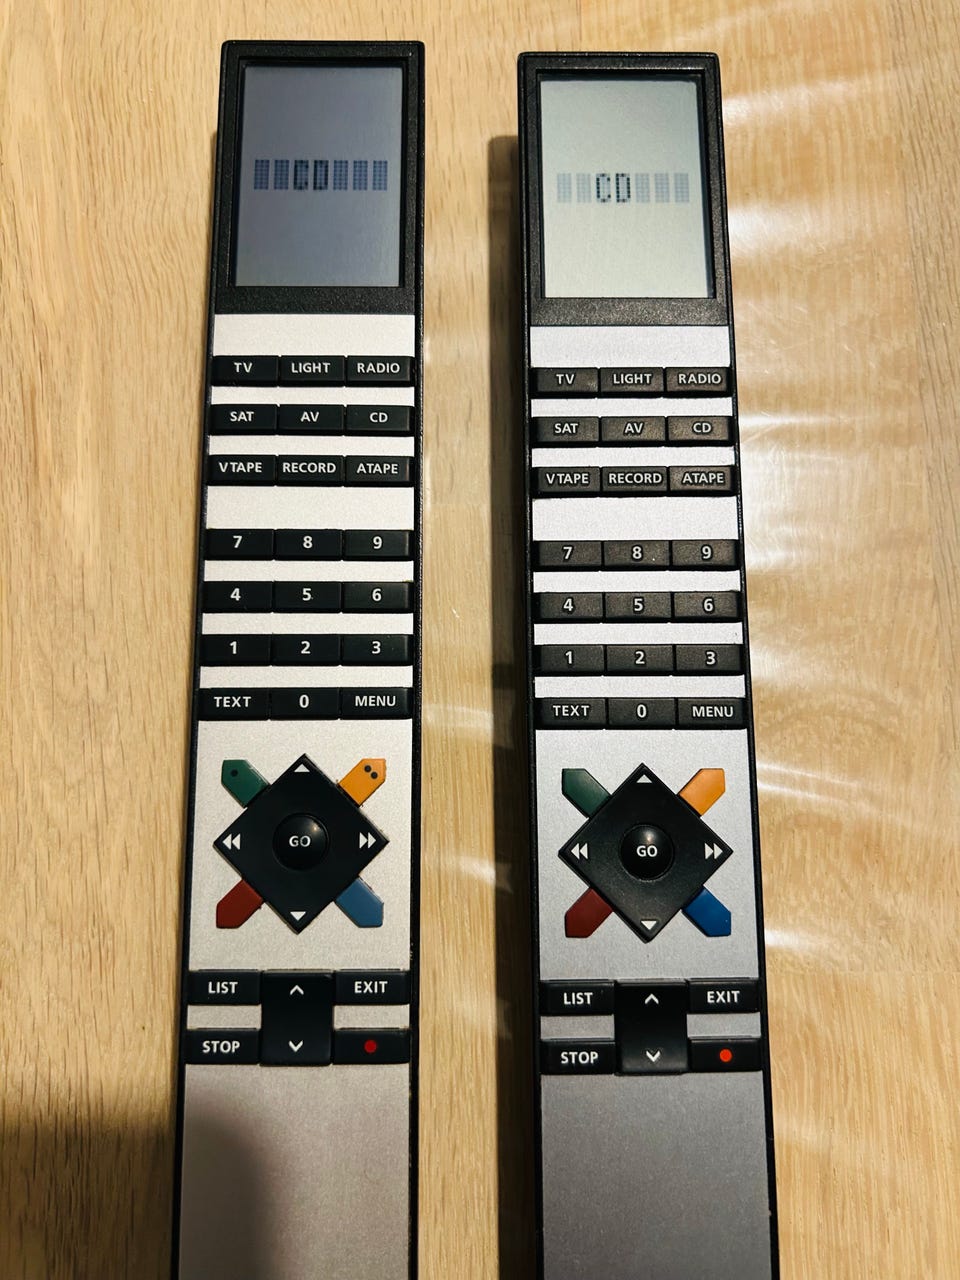 CD
TV LIGHT RADIO
SAT AV CD
V TAPE RECORD ATAPE
7 8 9
4 5 6
1 2 3
TEXT 0 MENU
GO
LIST EXIT
STOP
CD
TV LIGHT RADIO
SAT AV CD
V TAPE RECORD ATAPE
7 8 9
4 5 6
1 2 3
TEXT 0 MENU
GO
LIST EXIT
STOP